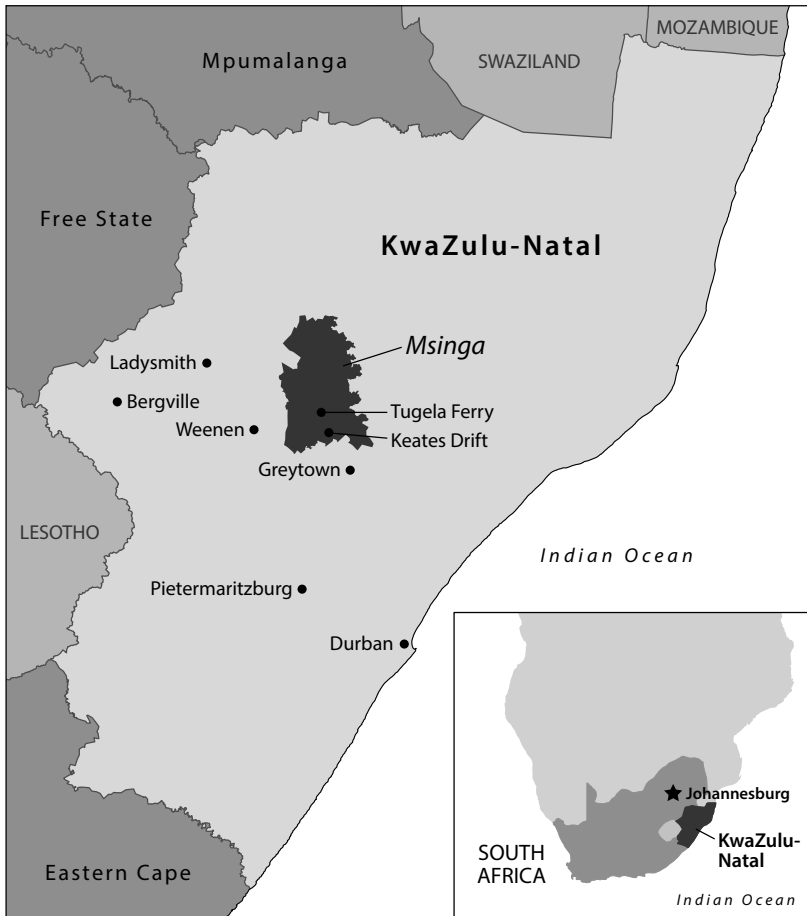 MOZAMBIQUE
Mpumalanga
SWAZILAND
Free State
KwaZulu-Natal
Msinga
Ladysmith
Bergville
Tugela Ferry
Weenen
Keates Drift
Greytown
LESOTHO
Indian Ocean
Pietermaritzburg
Durban
Johannesburg
KwaZulu-
Natal
SOUTH
AFRICA
Eastern Cape
Indian Ocean